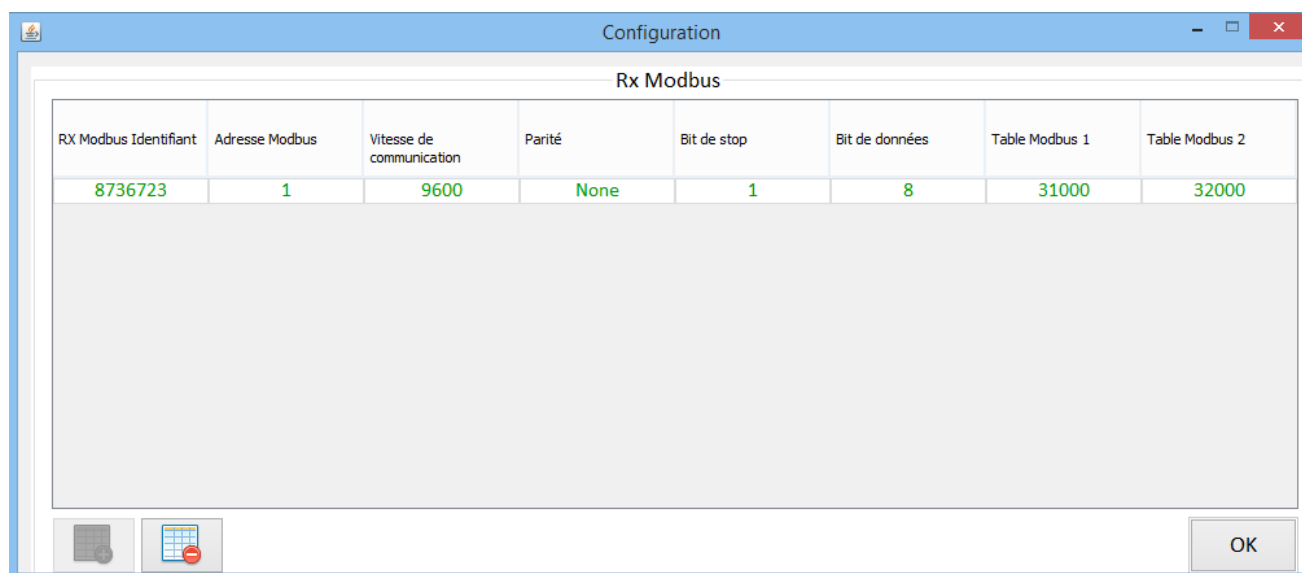 Configuration
Rx Modbus
RX Modbus Identifiant Adresse Modbus Vitesse de communication Parité Bit de stop Bit de données Table Modbus 1 Table Modbus 2
8736723 1 9600 None 1 8 31000 32000
OK